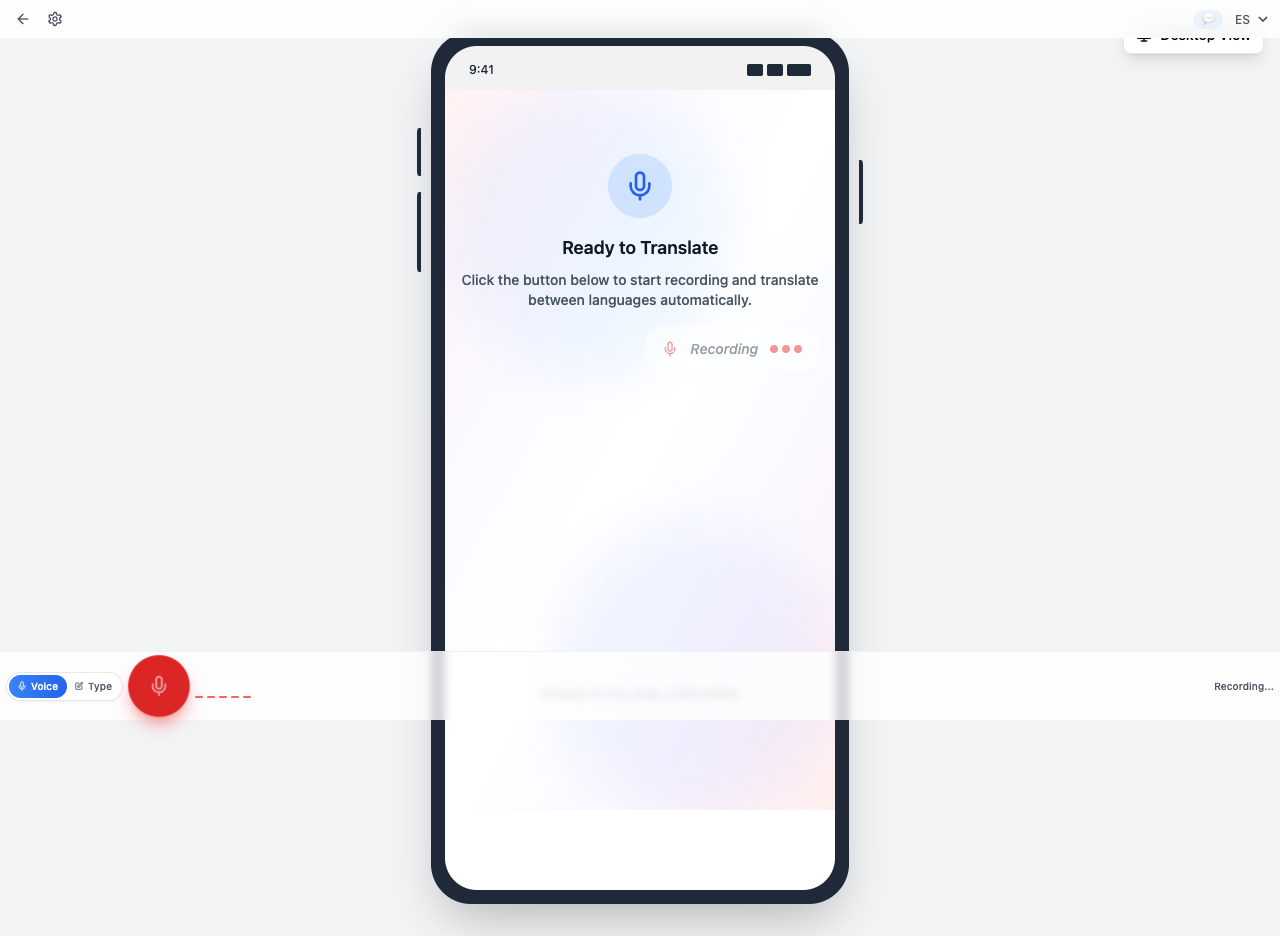 ES
Desktop View
9:41
Ready to Translate
Click the button below to start recording and translate
between languages automatically.
Recording
Voice
Type
Recording...